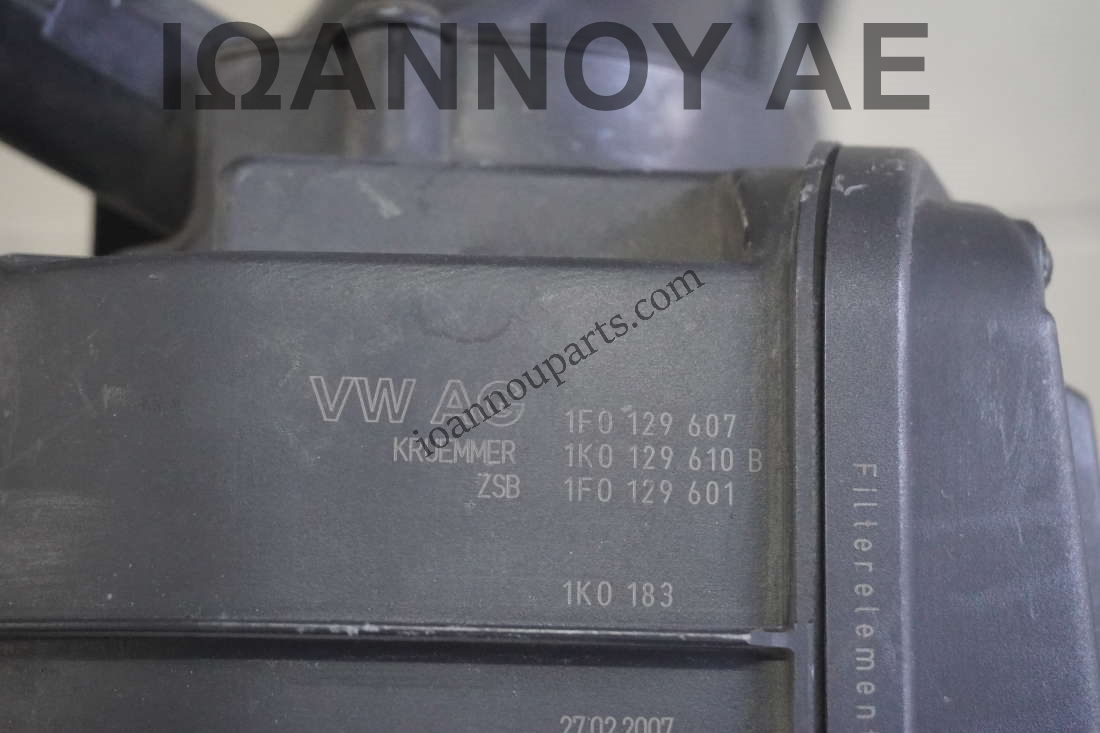 ΙΩΑΝΝΟΥ ΑΕ
ioannouparts.com
VW AG
1F0 129 607
KRUEMMER 1K0 129 610 B
ZSB 1F0 129 601
1K0 183
27.02.2007
Filterelement